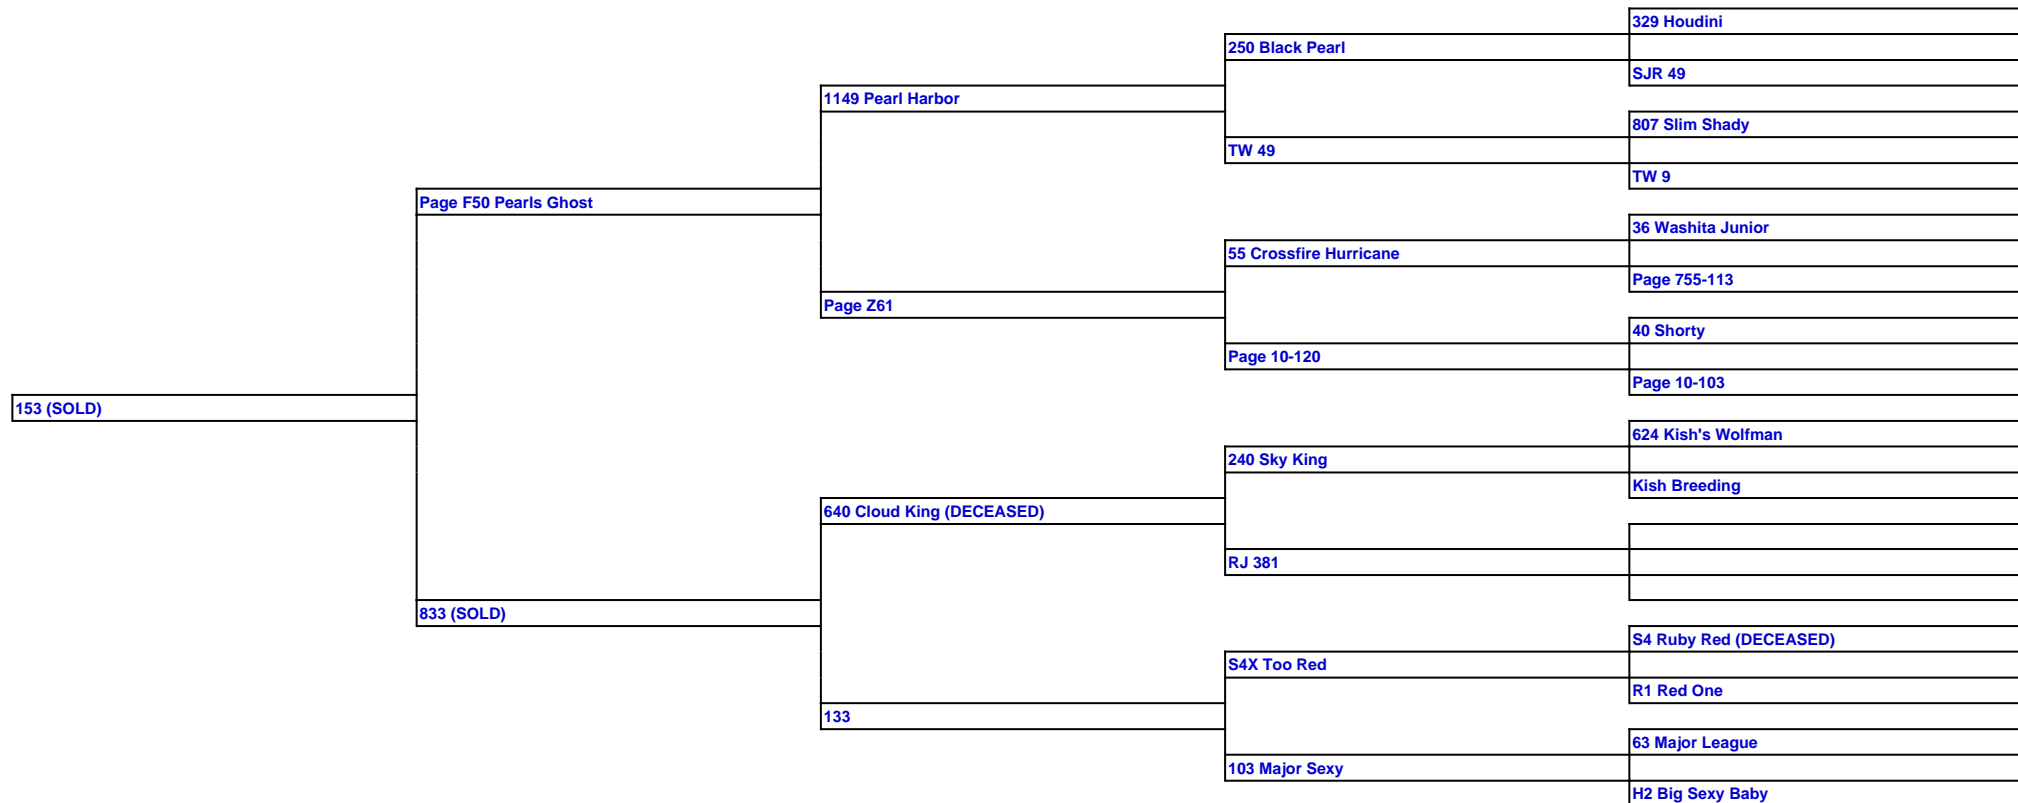 329 Houdini
250 Black Pearl
SJR 49
1149 Pearl Harbor
807 Slim Shady
TW 49
TW 9
Page F50 Pearls Ghost
36 Washita Junior
55 Crossfire Hurricane
Page 755-113
Page Z61
40 Shorty
Page 10-120
Page 10-103
153 (SOLD)
624 Kish's Wolfman
240 Sky King
Kish Breeding
640 Cloud King (DECEASED)
RJ 381
833 (SOLD)
S4 Ruby Red (DECEASED)
S4X Too Red
R1 Red One
133
63 Major League
103 Major Sexy
H2 Big Sexy Baby